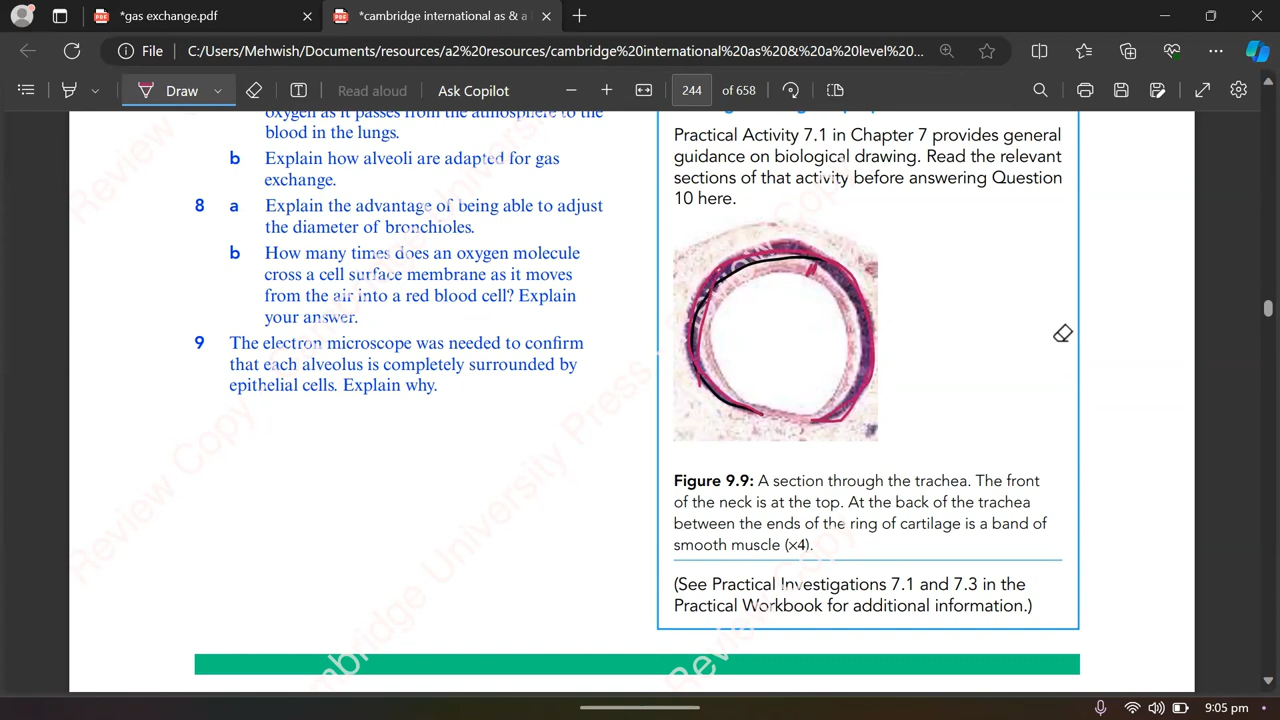 *gas exchange.pdf
*cambridge international as & a
File
C:/Users/Mehwish/Documents/resources/a2%20resources/cambridge%20international%20as%20&%20a%20level%20...
Draw
Read aloud
Ask Copilot
244
of 658
oxygen as it passes from the atmosphere to the
blood in the lungs.
b Explain how alveoli are adapted for gas
exchange.
8 a Explain the advantage of being able to adjust
the diameter of bronchioles.
b How many times does an oxygen molecule
cross a cell surface membrane as it moves
from the air into a red blood cell? Explain
your answer.
9 The electron microscope was needed to confirm
that each alveolus is completely surrounded by
epithelial cells. Explain why.
Practical Activity 7.1 in Chapter 7 provides general
guidance on biological drawing. Read the relevant
sections of that activity before answering Question
10 here.
Figure 9.9: A section through the trachea. The front
of the neck is at the top. At the back of the trachea
between the ends of the ring of cartilage is a band of
smooth muscle (×4).
(See Practical Investigations 7.1 and 7.3 in the
Practical Workbook for additional information.)
9:05 pm